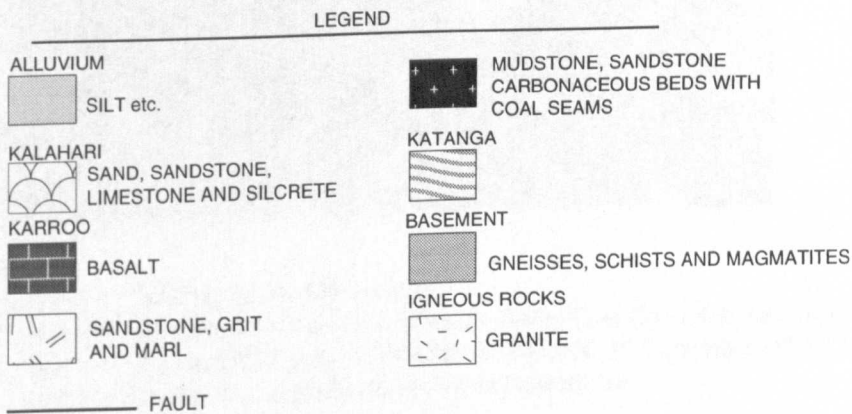 LEGEND
ALLUVIUM
SILT etc.
KALAHARI
SAND, SANDSTONE,
LIMESTONE AND SILCRETE
KARROO
BASALT
SANDSTONE, GRIT
AND MARL
FAULT
MUDSTONE, SANDSTONE
CARBONACEOUS BEDS WITH
COAL SEAMS
KATANGA
BASEMENT
GNEISSES, SCHISTS AND MAGMATITES
IGNEOUS ROCKS
GRANITE